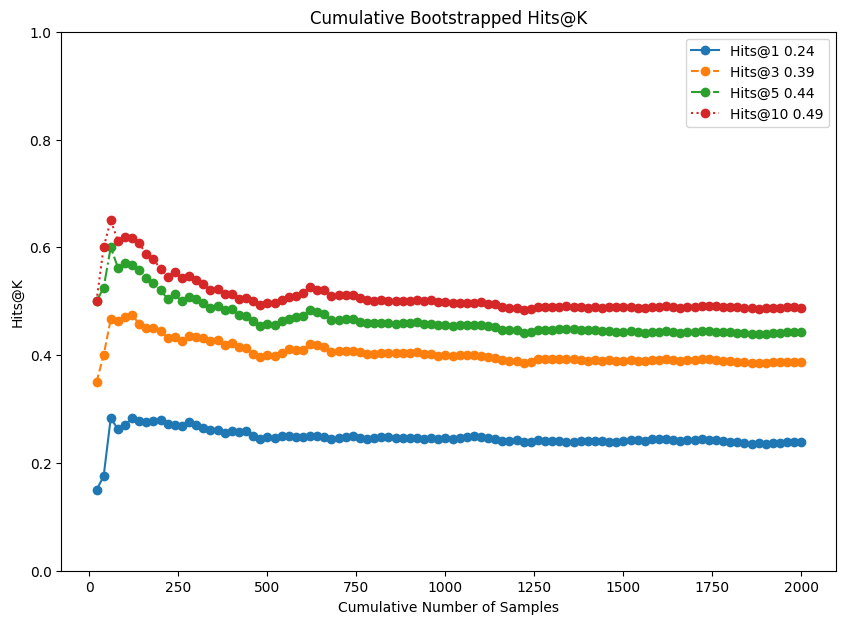 Cumulative Bootstrapped Hits@K
Hits@1 0.24
Hits@3 0.39
Hits@5 0.44
Hits@10 0.49
Hits@K
1.0
0.8
0.6
0.4
0.2
0.0
0 250 500 750 1000 1250 1500 1750 2000
Cumulative Number of Samples